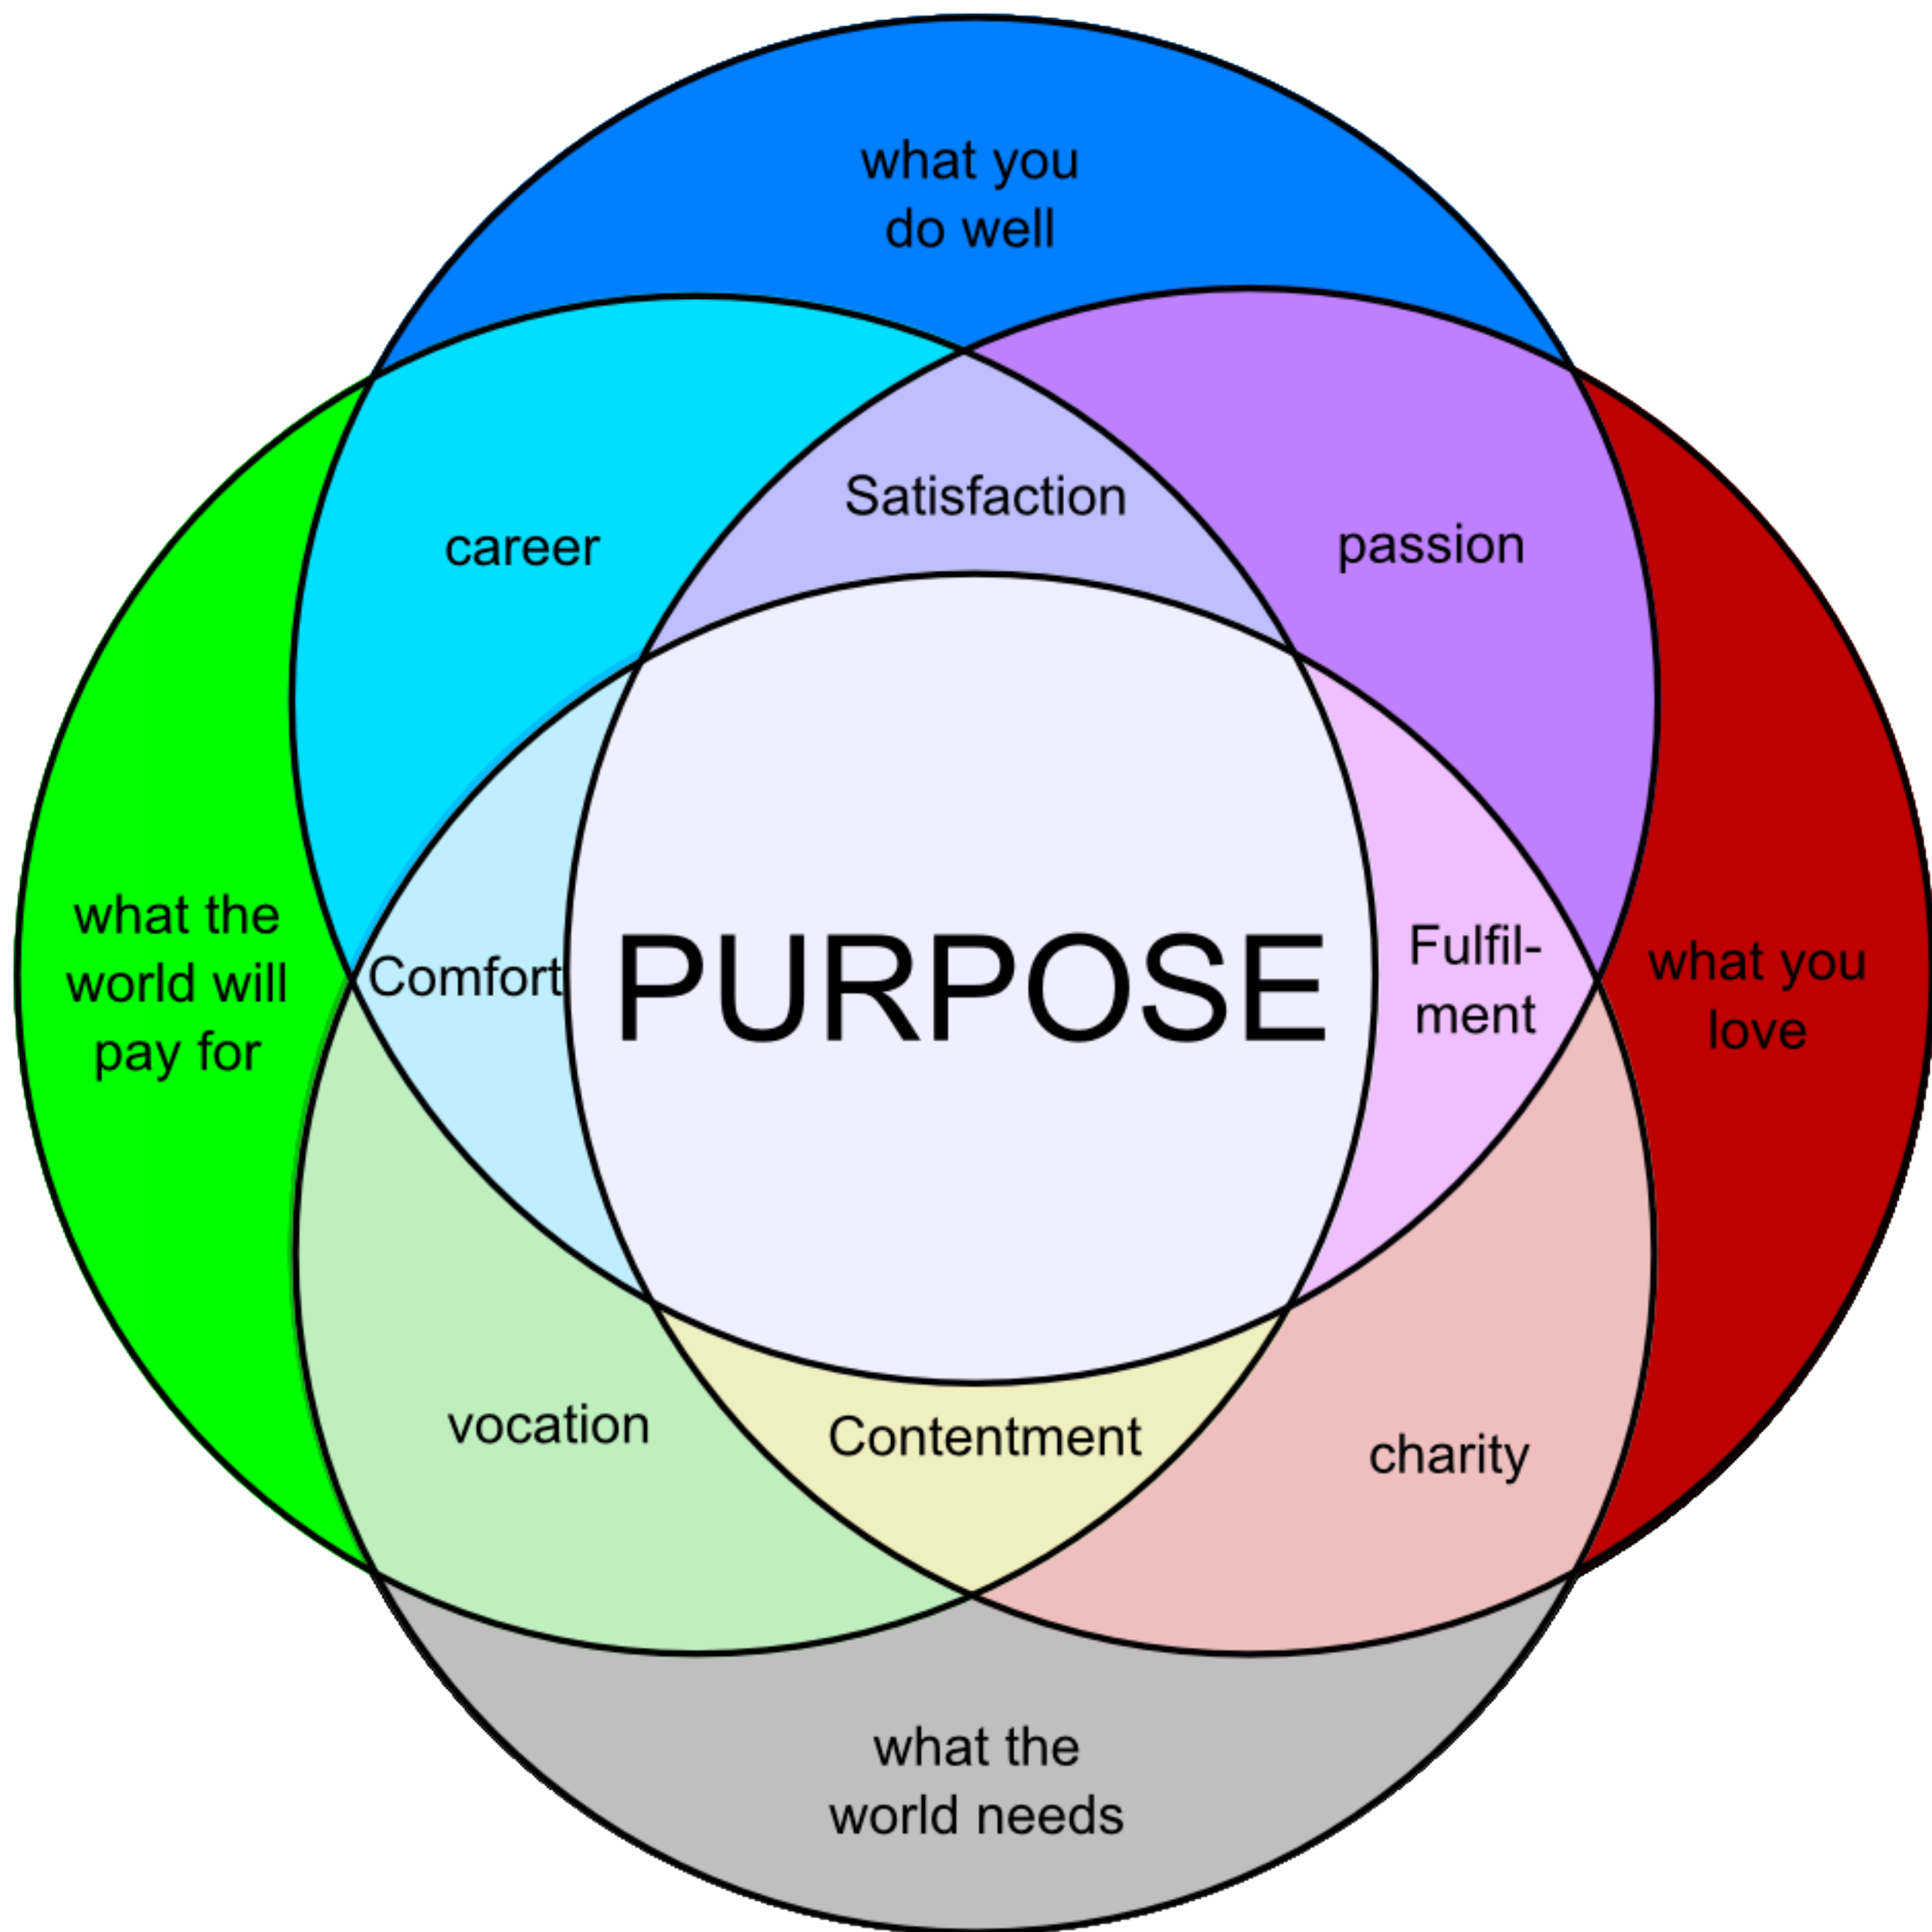 what you
do well
Satisfaction
career
passion
what the
world will
pay for
Comfort
PURPOSE
Fulfil-
ment
what you
love
vocation
Contentment
charity
what the
world needs